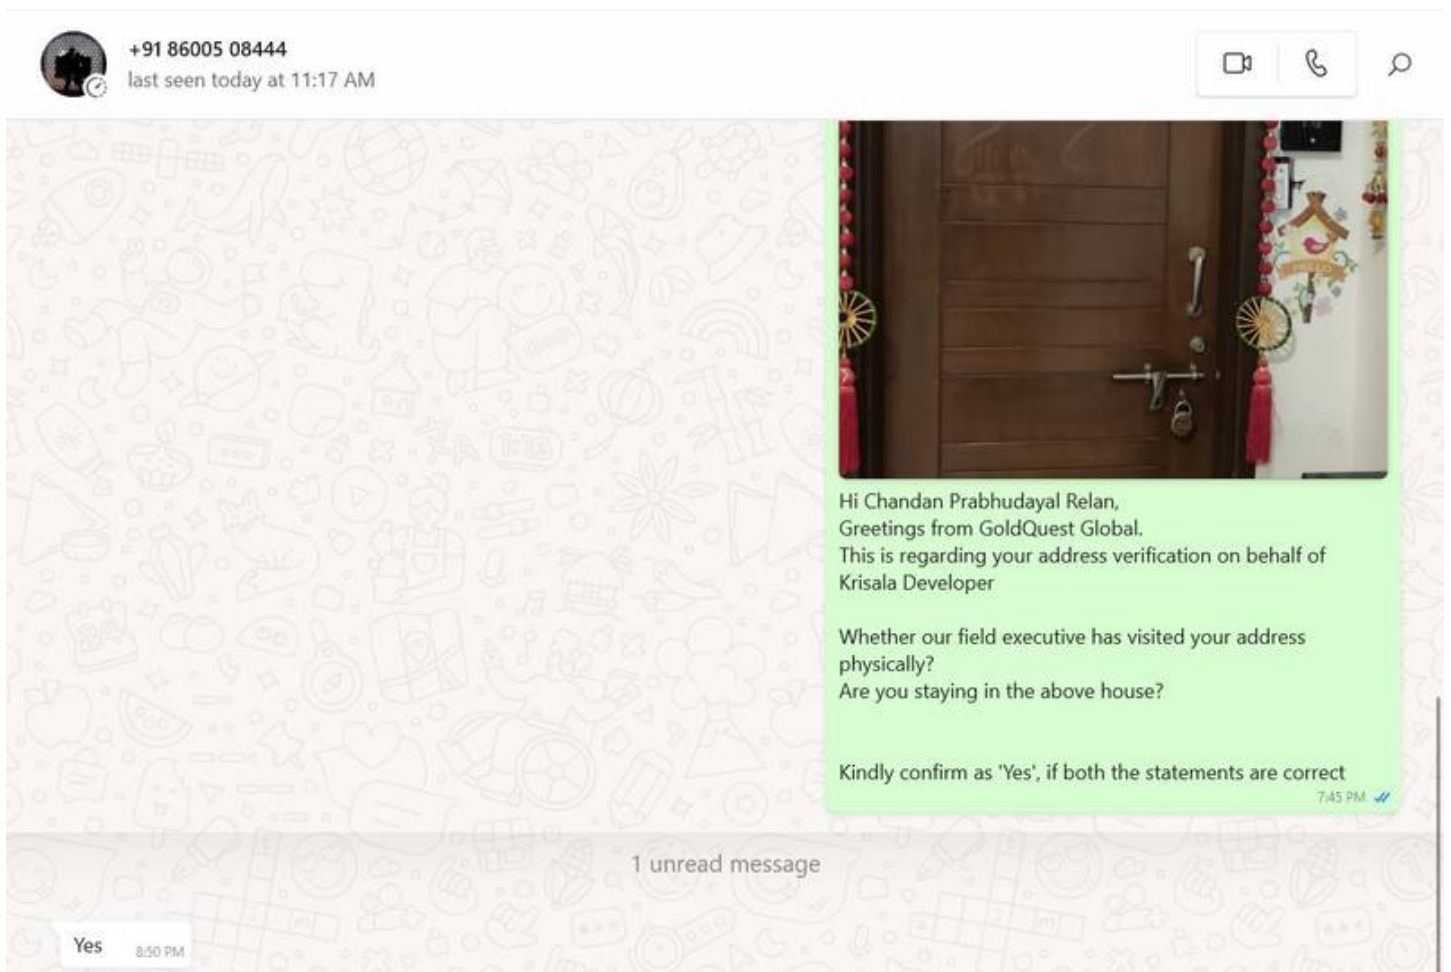 +91 86005 08444
last seen today at 11:17 AM
Hi Chandan Prabhudayal Relan,
Greetings from GoldQuest Global.
This is regarding your address verification on behalf of
Krisala Developer
Whether our field executive has visited your address
physically?
Are you staying in the above house?
Kindly confirm as 'Yes', if both the statements are correct
7:45 PM
1 unread message
Yes
8:50 PM